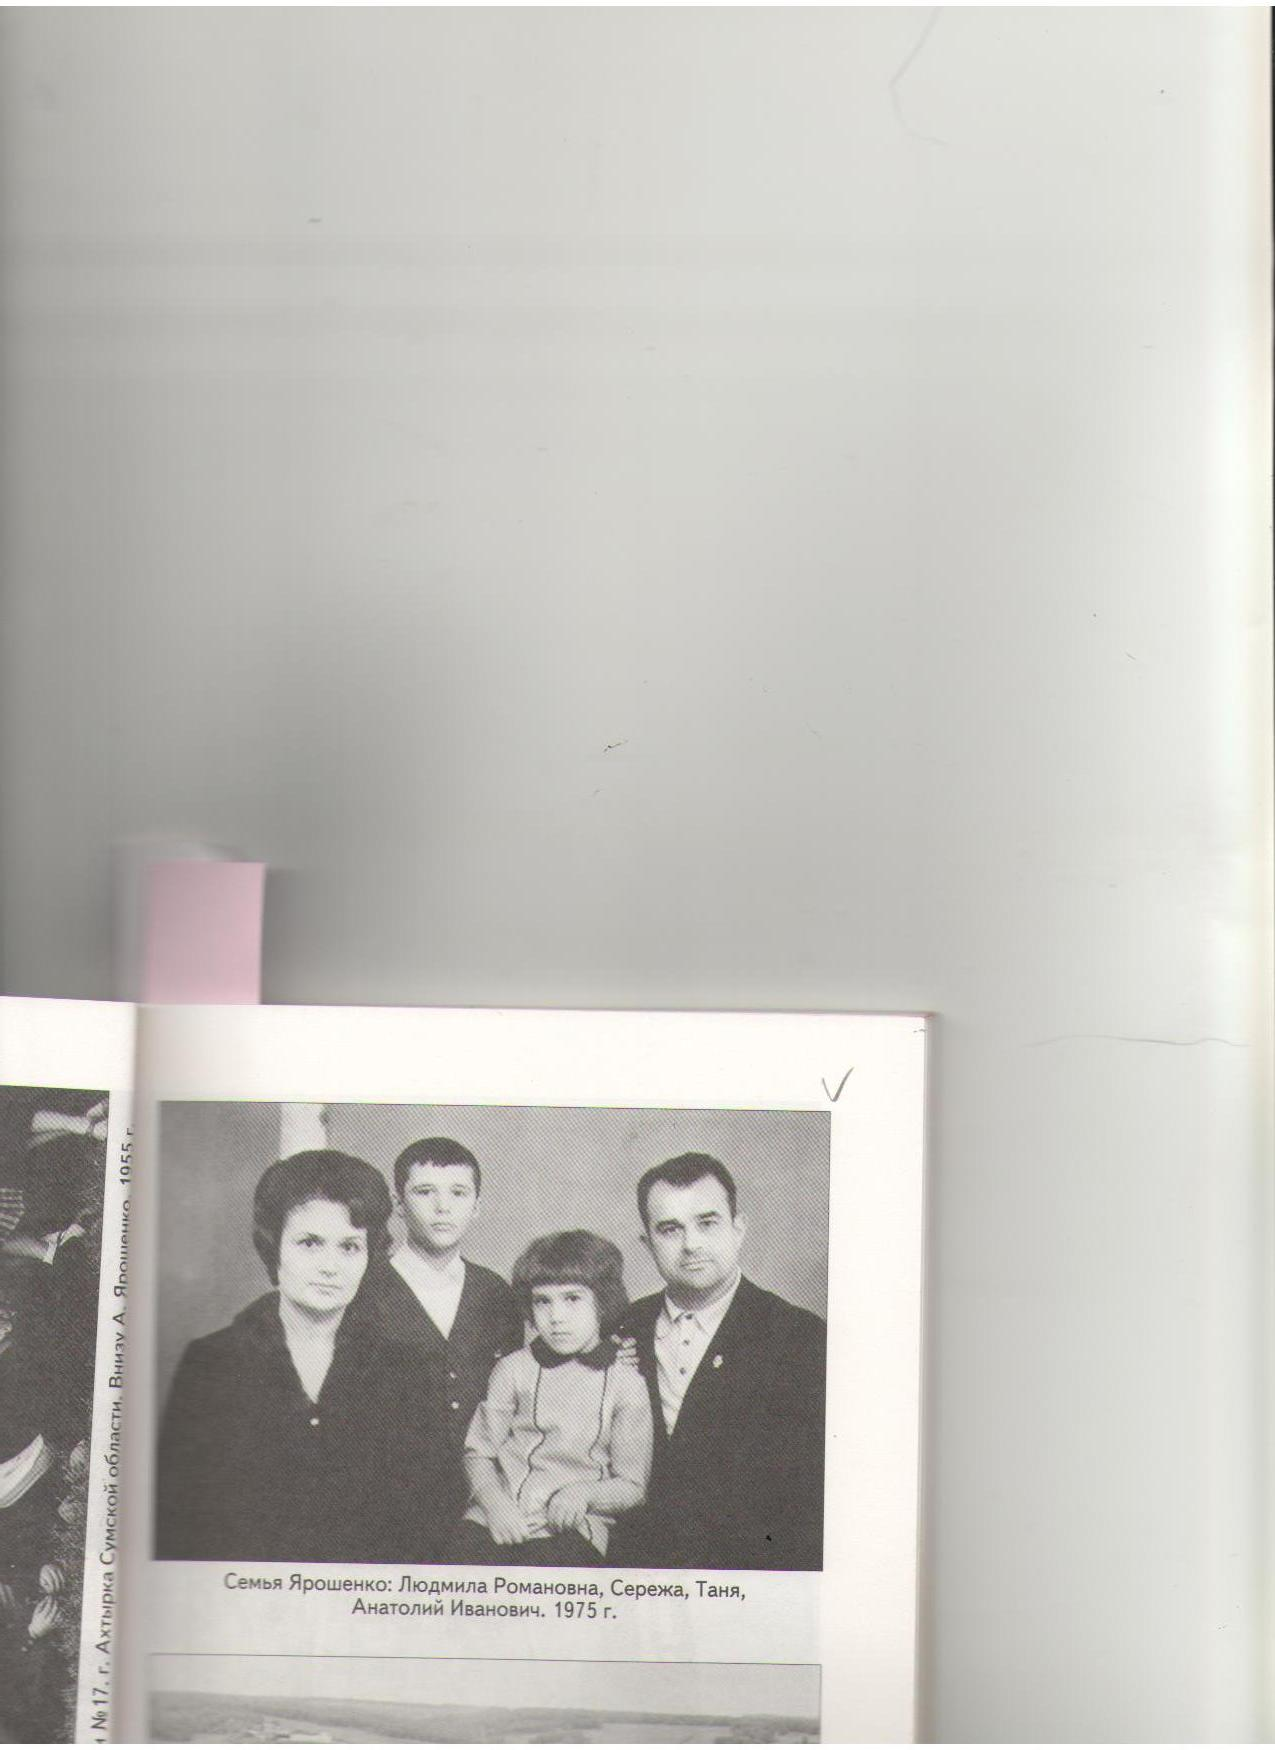 и №17. г. Ахтырка Сумской области. Внизу А. Ярошенко. 1955 г.
Семья Ярошенко: Людмила Романовна, Сережа, Таня,
Анатолий Иванович. 1975 г.